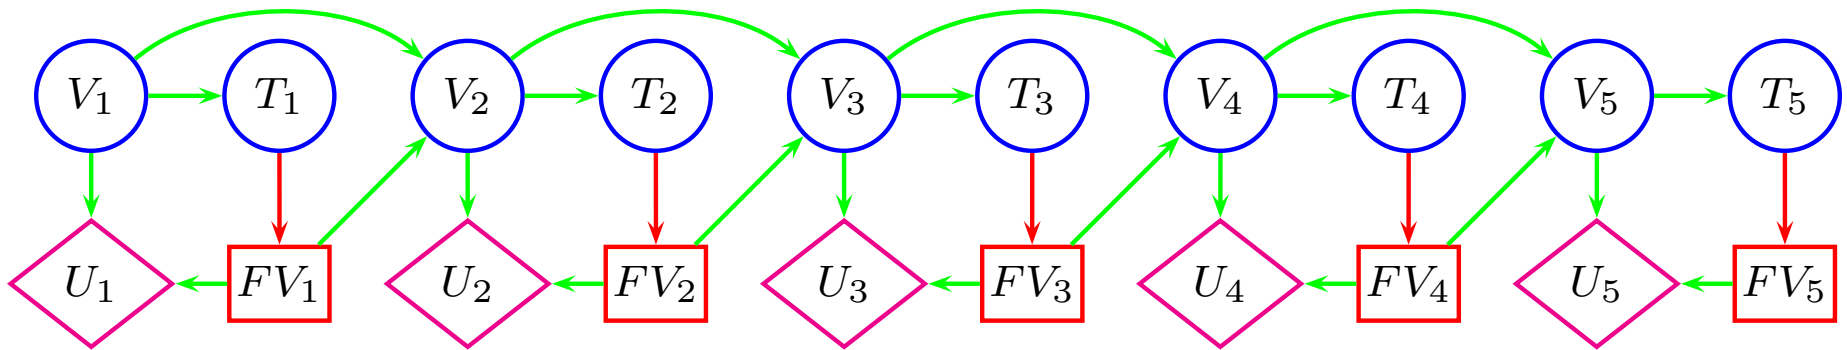 V₁ T₁ V₂ T₂ V₃ T₃ V₄ T₄ V₅ T₅
U₁ FV₁ U₂ FV₂ U₃ FV₃ U₄ FV₄ U₅ FV₅